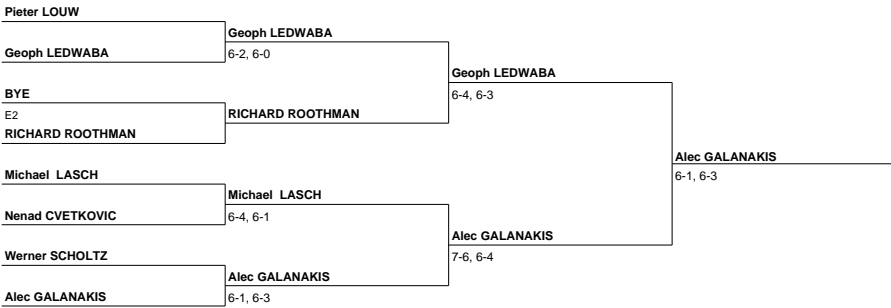 Pieter LOUW
Geoph LEDWABA
Geoph LEDWABA
6-2, 6-0
Geoph LEDWABA
6-4, 6-3
BYE
E2
RICHARD ROOTHMAN
RICHARD ROOTHMAN
Alec GALANAKIS
6-1, 6-3
Michael LASCH
Michael LASCH
Nenad CVETKOVIC
6-4, 6-1
Alec GALANAKIS
7-6, 6-4
Werner SCHOLTZ
Alec GALANAKIS
Alec GALANAKIS
6-1, 6-3